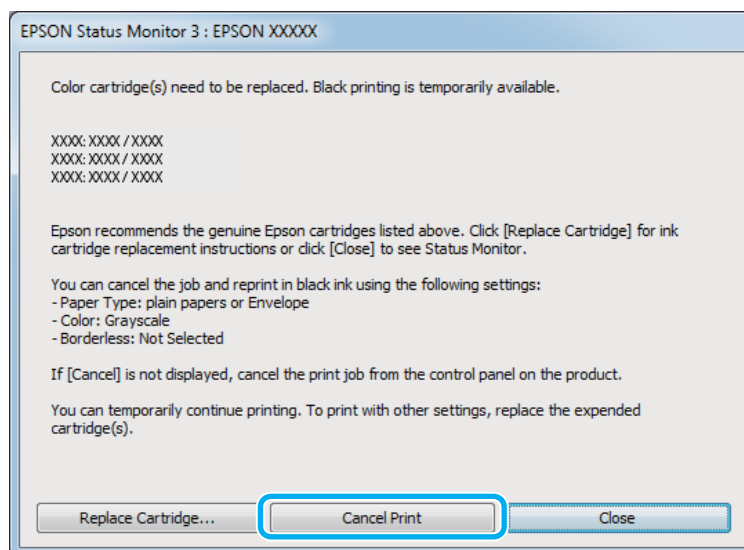 EPSON Status Monitor 3 : EPSON XXXXX
Color cartridge(s) need to be replaced. Black printing is temporarily available.
XXXX: XXXX / XXXX
XXXX: XXXX / XXXX
XXXX: XXXX / XXXX
Epson recommends the genuine Epson cartridges listed above. Click [Replace Cartridge] for ink
cartridge replacement instructions or click [Close] to see Status Monitor.
You can cancel the job and reprint in black ink using the following settings:
- Paper Type: plain papers or Envelope
- Color: Grayscale
- Borderless: Not Selected
If [Cancel] is not displayed, cancel the print job from the control panel on the product.
You can temporarily continue printing. To print with other settings, replace the expended
cartridge(s).
Replace Cartridge... Cancel Print Close